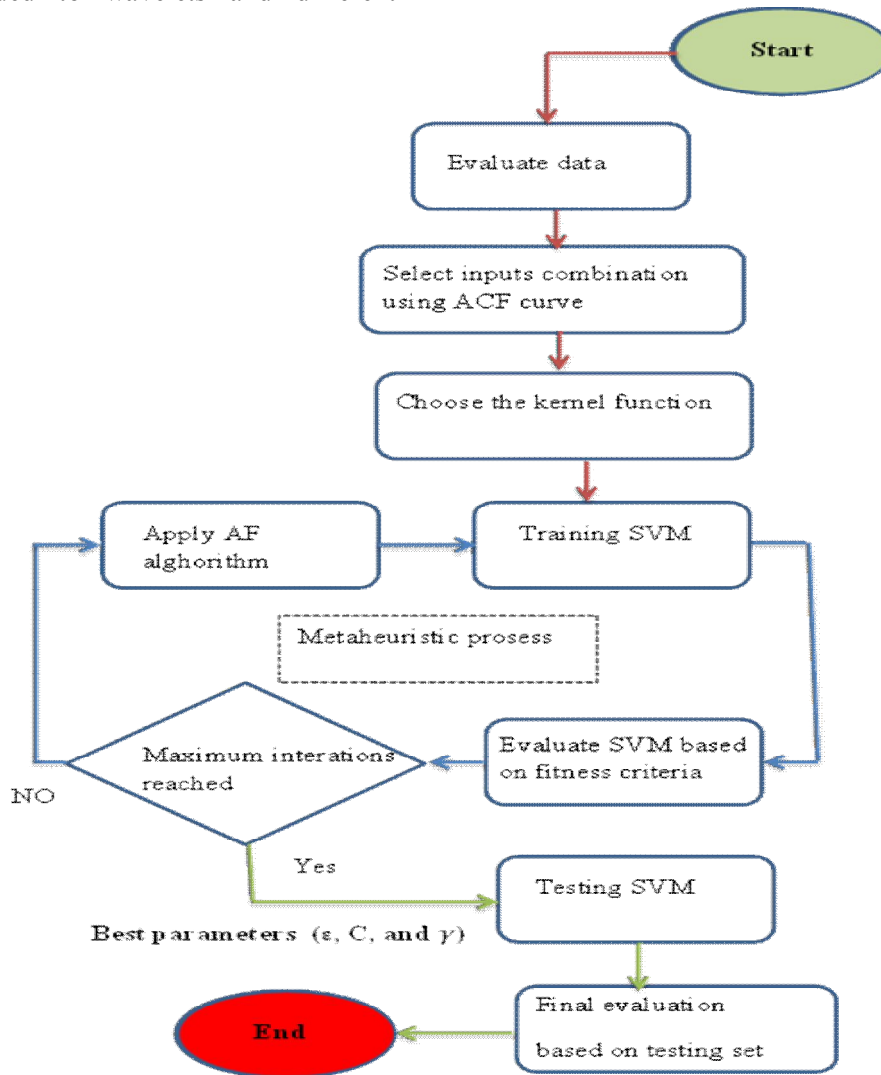 Start
Evaluate data
Select inputs combination
using ACF curve
Choose the kernel function
Apply AF
alghorithm
Training SVM
Metaheuristic prosess
Maximum interations
reached
Evaluate SVM based
on fitness criteria
NO
Yes
Testing SVM
Best parameters (ε, C, and γ)
Final evaluation
based on testing set
End